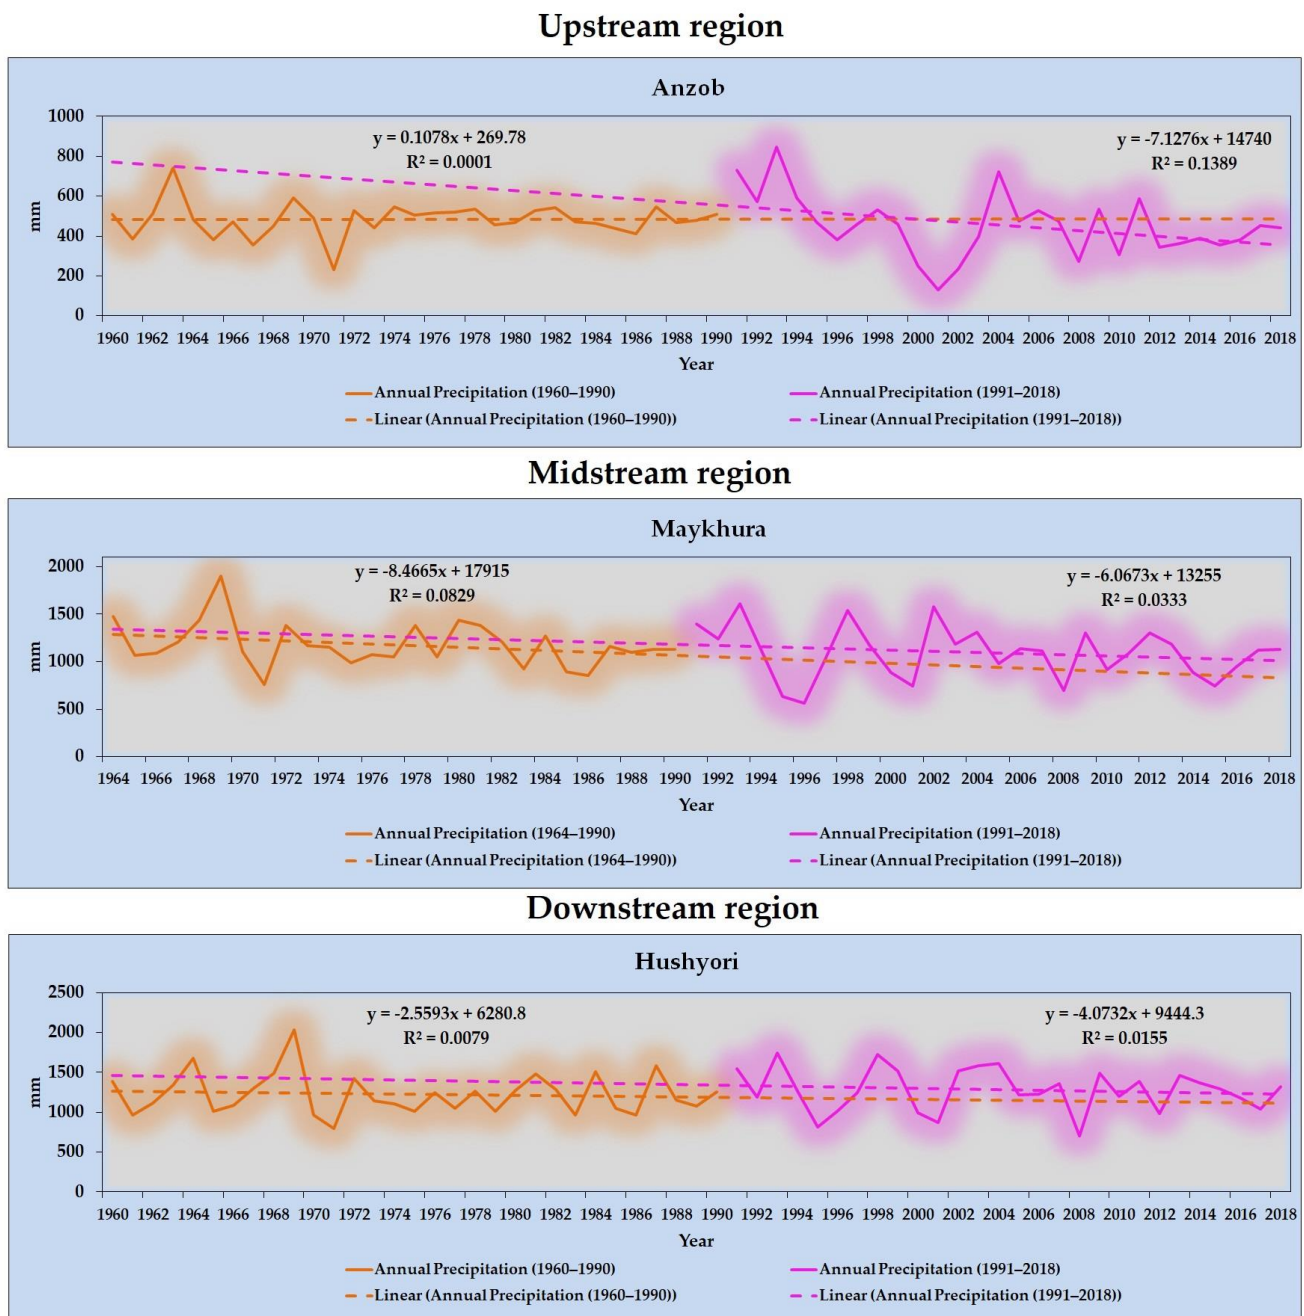 Upstream region
Anzob
1000
800
600
400
200
0
mm
y = 0.1078x + 269.78
R² = 0.0001
y = -7.1276x + 14740
R² = 0.1389
1960 1962 1964 1966 1968 1970 1972 1974 1976 1978 1980 1982 1984 1986 1988 1990 1992 1994 1996 1998 2000 2002 2004 2006 2008 2010 2012 2014 2016 2018
Year
Annual Precipitation (1960–1990) Annual Precipitation (1991–2018)
Linear (Annual Precipitation (1960–1990)) Linear (Annual Precipitation (1991–2018))
Midstream region
Maykhura
2000
1500
1000
500
0
mm
y = -8.4665x + 17915
R² = 0.0829
y = -6.0673x + 13255
R² = 0.0333
1964 1966 1968 1970 1972 1974 1976 1978 1980 1982 1984 1986 1988 1990 1992 1994 1996 1998 2000 2002 2004 2006 2008 2010 2012 2014 2016 2018
Year
Annual Precipitation (1964–1990) Annual Precipitation (1991–2018)
Linear (Annual Precipitation (1964–1990)) Linear (Annual Precipitation (1991–2018))
Downstream region
Hushyori
2500
2000
1500
1000
500
0
mm
y = -2.5593x + 6280.8
R² = 0.0079
y = -4.0732x + 9444.3
R² = 0.0155
1960 1962 1964 1966 1968 1970 1972 1974 1976 1978 1980 1982 1984 1986 1988 1990 1992 1994 1996 1998 2000 2002 2004 2006 2008 2010 2012 2014 2016 2018
Year
Annual Precipitation (1960–1990) Annual Precipitation (1991–2018)
Linear (Annual Precipitation (1960–1990)) Linear (Annual Precipitation (1991–2018))